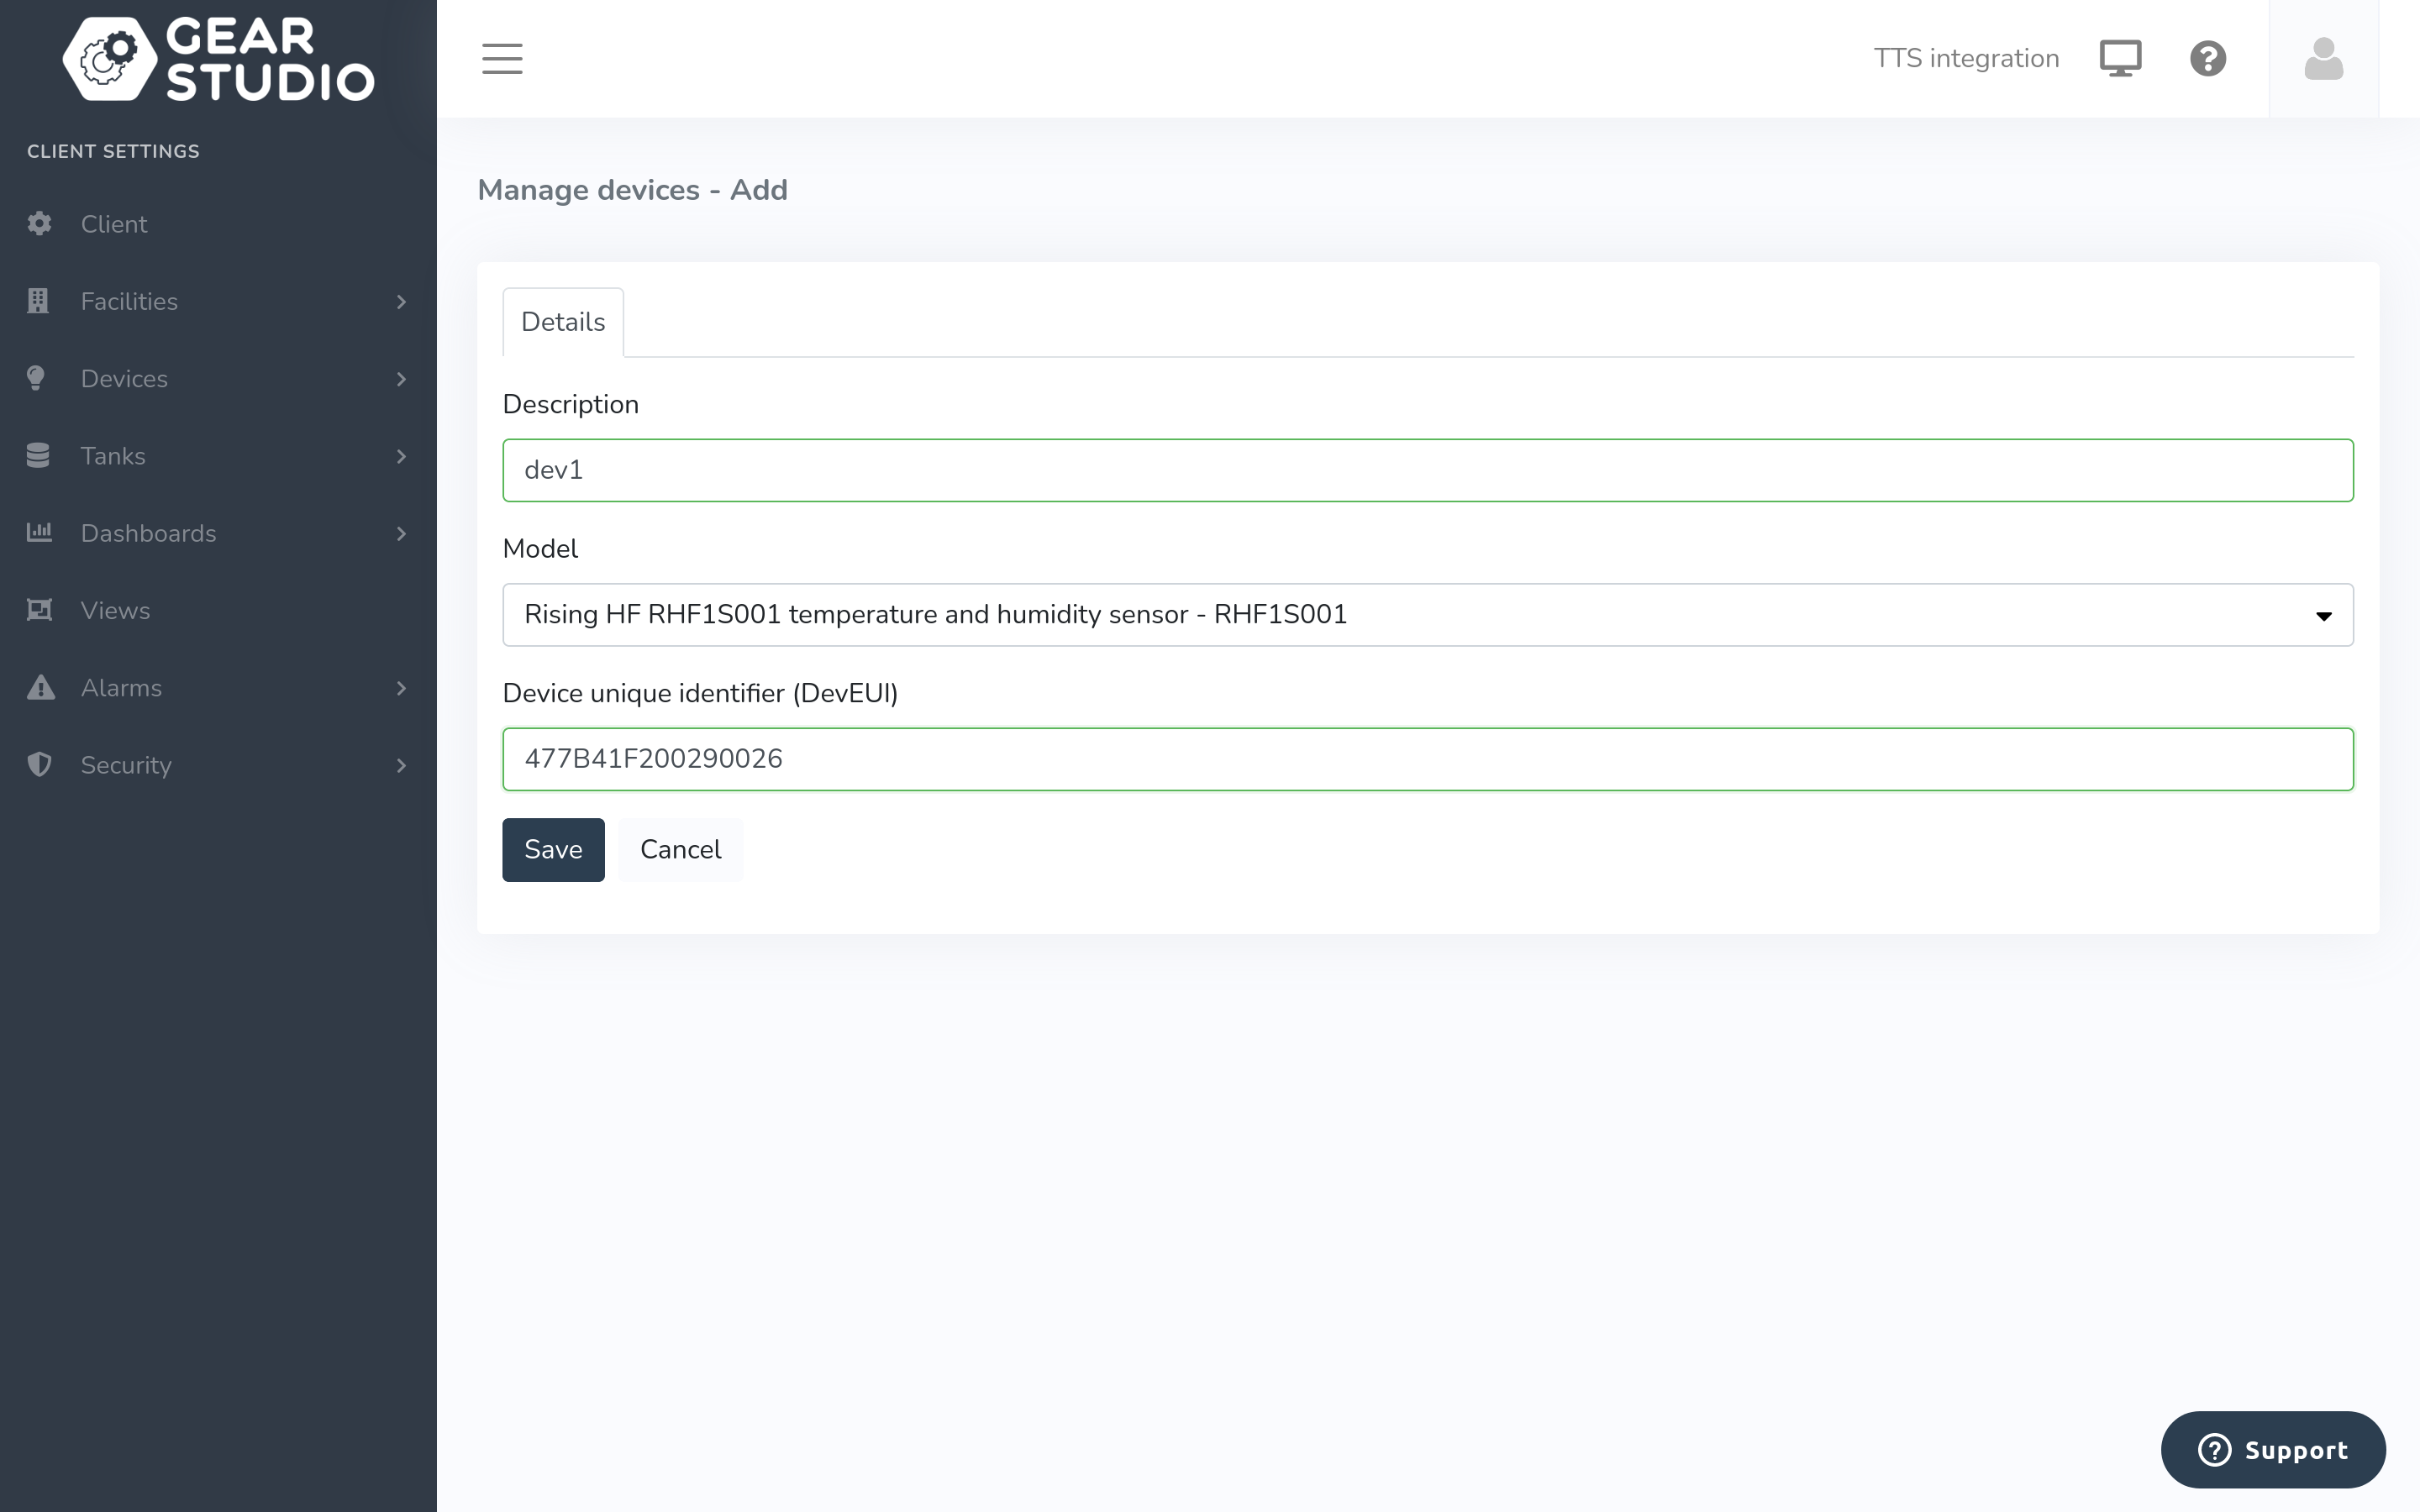 GEAR
STUDIO
TTS integration
CLIENT SETTINGS
Client
Facilities
Devices
Tanks
Dashboards
Views
Alarms
Security
Manage devices - Add
Details
Description
dev1
Model
Rising HF RHF1S001 temperature and humidity sensor - RHF1S001
Device unique identifier (DevEUI)
477B41F200290026
Save Cancel
Support